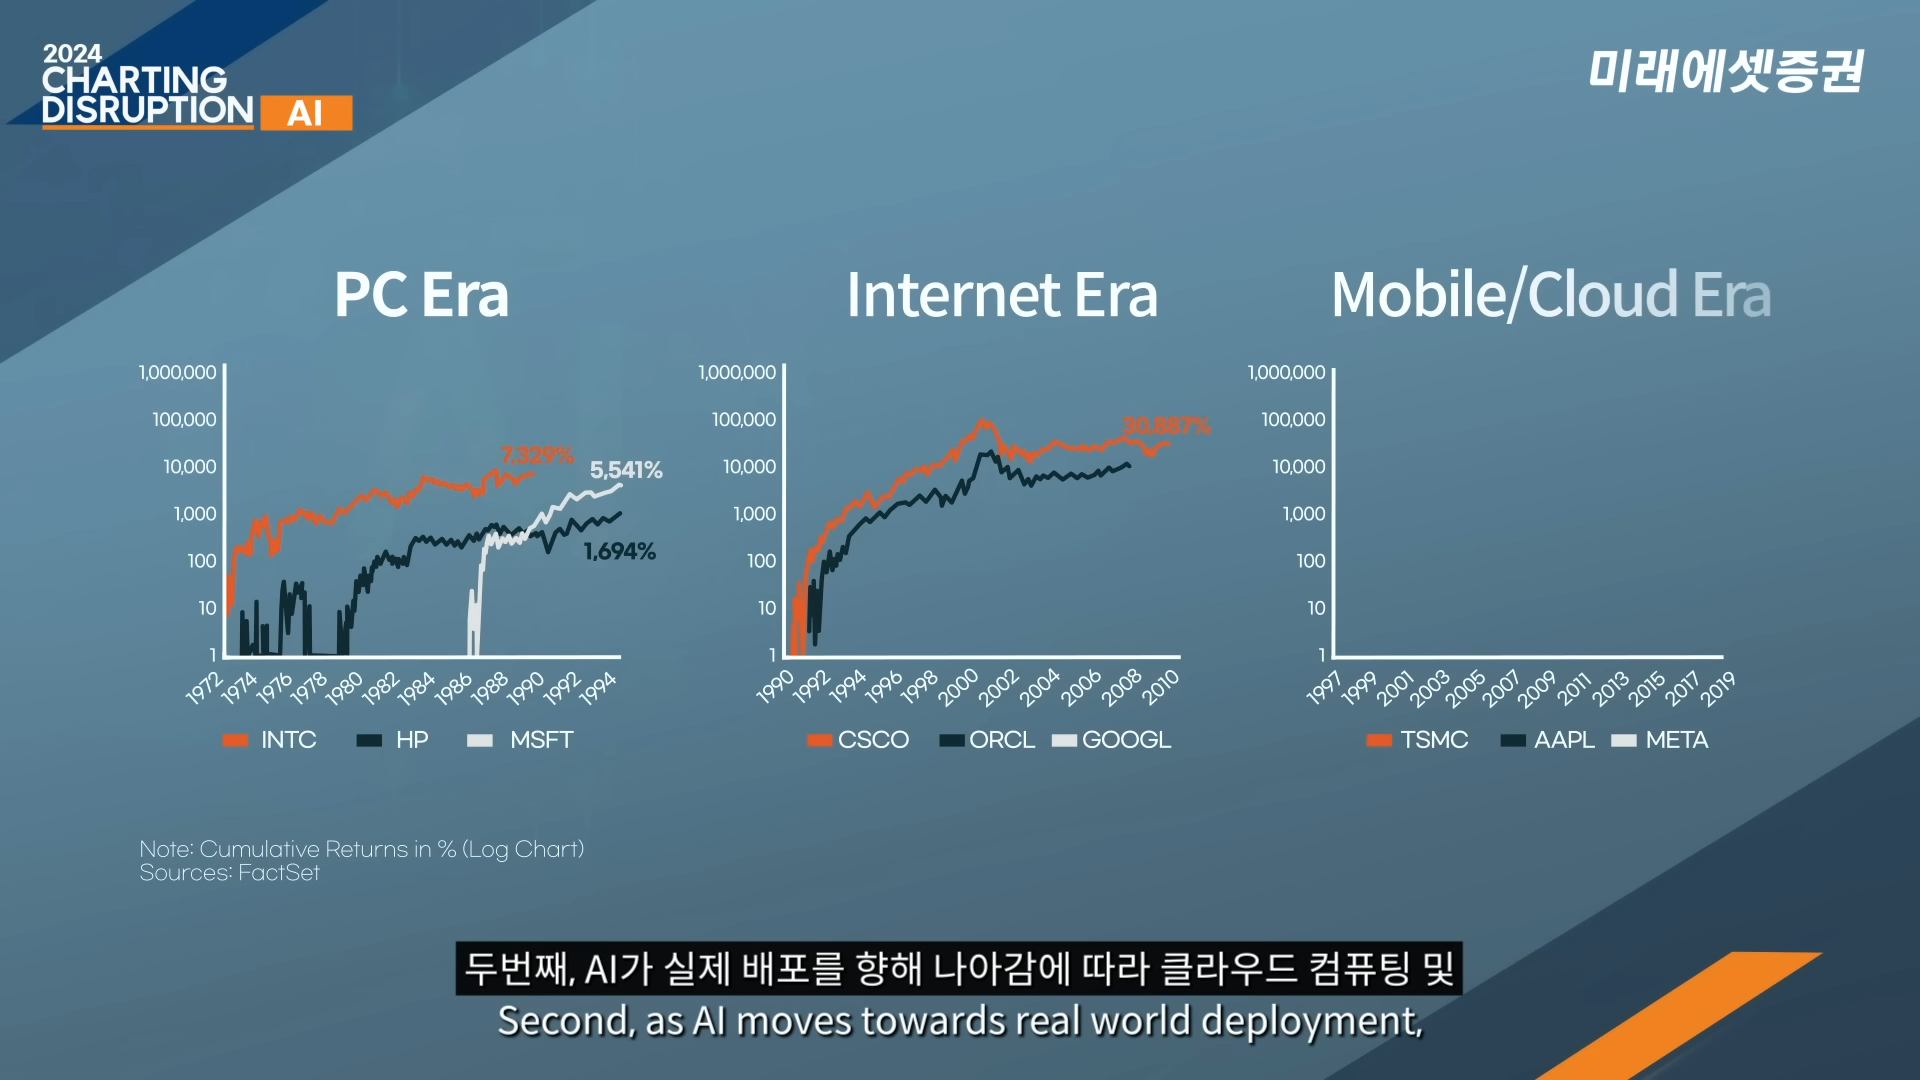 2024
CHARTING
DISRUPTION AI
미래에셋증권
PC Era
1,000,000
100,000
10,000
1,000
100
10
1
7,329%
5,541%
1,694%
1972 1974 1976 1978 1980 1982 1984 1986 1988 1990 1992 1994
INTC HP MSFT
Internet Era
1,000,000
100,000
10,000
1,000
100
10
1
30,887%
1990 1992 1994 1996 1998 2000 2002 2004 2006 2008 2010
CSCO ORCL GOOGL
Mobile/Cloud Era
1,000,000
100,000
10,000
1,000
100
10
1
1997 1999 2001 2003 2005 2007 2009 2011 2013 2015 2017 2019
TSMC AAPL META
Note: Cumulative Returns in % (Log Chart)
Sources: FactSet
두번째, AI가 실제 배포를 향해 나아감에 따라 클라우드 컴퓨팅 및
Second, as AI moves towards real world deployment,